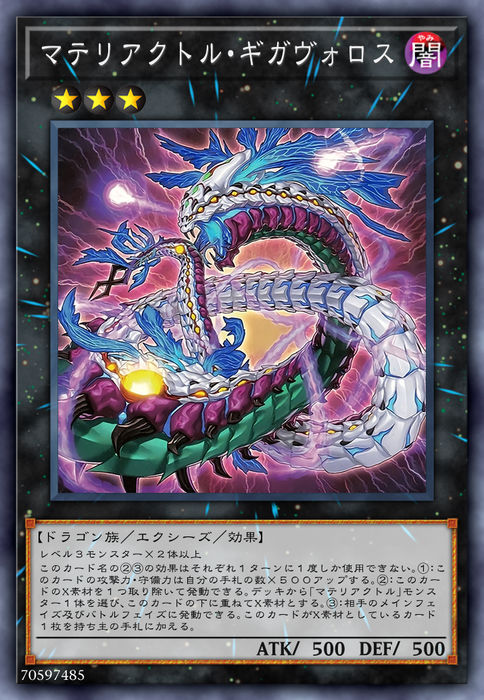 マテリアクトル・ギガヴォロス
やみ
闇
【ドラゴン族／エクシーズ／効果】
レベル３モンスター×２体以上
このカード名の②③の効果はそれぞれ１ターンに１度しか使用できない。①：こ
のカードの攻撃力・守備力は自分の手札の数×５００アップする。②：このカー
ドのX素材を１つ取り除いて発動できる。デッキから「マテリアクトル」モンス
ター１体を選び、このカードの下に重ねてX素材とする。③：相手のメインフェ
イズ及びバトルフェイズに発動できる。このカードがX素材としているカード
１枚を持ち主の手札に加える。
ATK/ 500 DEF/ 500
70597485